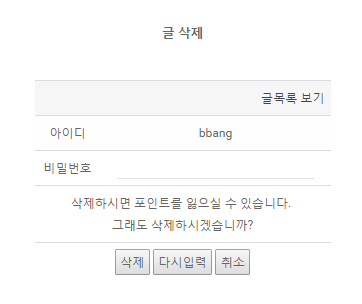 글 삭제
글목록 보기
아이디 bbang
비밀번호
삭제하시면 포인트를 잃으실 수 있습니다.
그래도 삭제하시겠습니까?
삭제 다시입력 취소